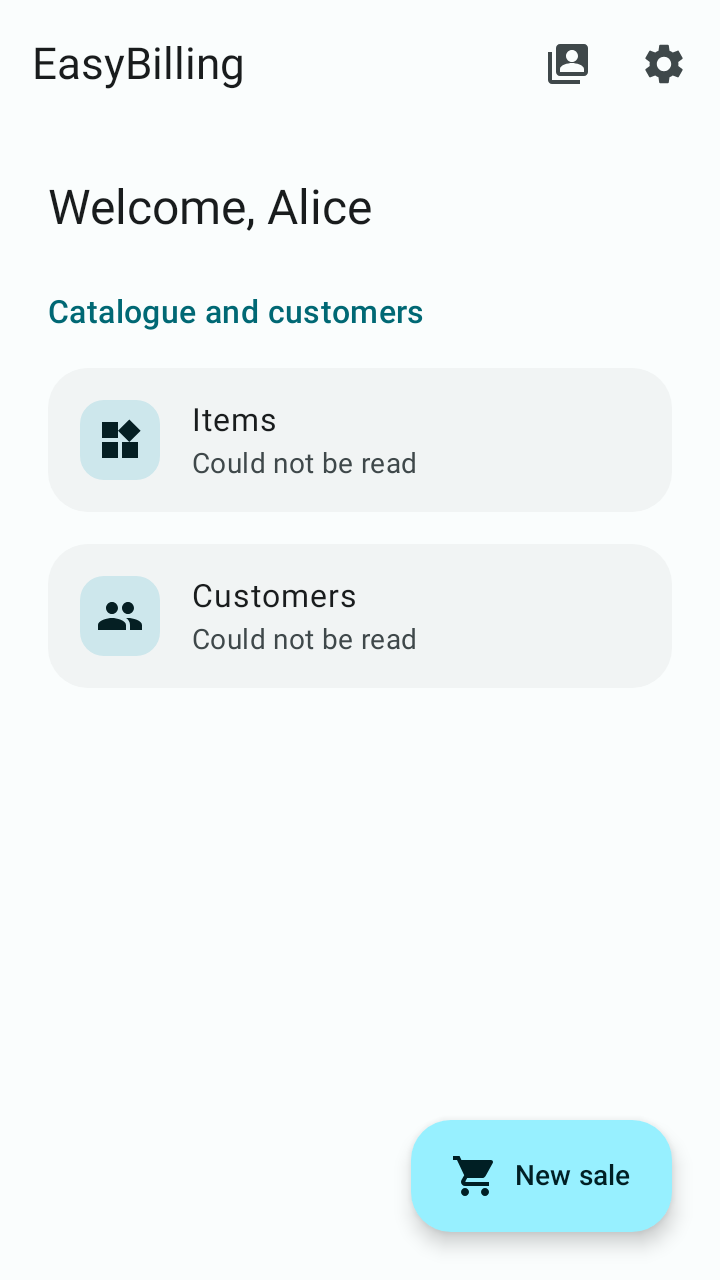 EasyBilling
Welcome, Alice
Catalogue and customers
Items
Could not be read
Customers
Could not be read
New sale